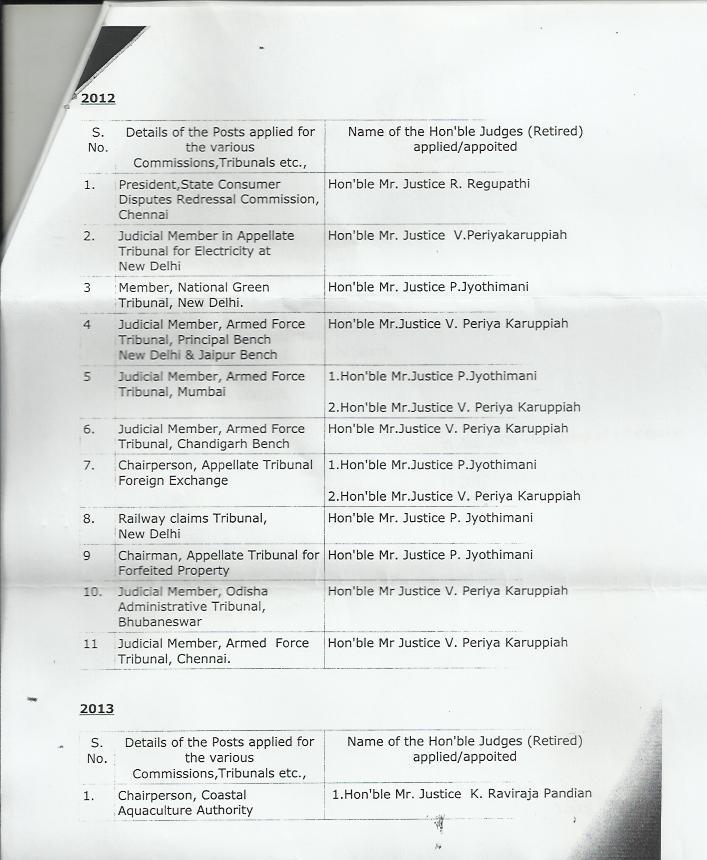 2012
S. No. Details of the Posts applied for the various Commissions,Tribunals etc., Name of the Hon'ble Judges (Retired) applied/appoited
1. President,State Consumer Hon'ble Mr. Justice R. Regupathi
Disputes Redressal Commission,
Chennai
2. Judicial Member in Appellate Hon'ble Mr. Justice V.Periyakaruppiah
Tribunal for Electricity at
New Delhi
3 Member, National Green Hon'ble Mr. Justice P.Jyothimani
Tribunal, New Delhi.
4 Judicial Member, Armed Force Hon'ble Mr.Justice V. Periya Karuppiah
Tribunal, Principal Bench
New Delhi & Jaipur Bench
5 Judicial Member, Armed Force 1.Hon'ble Mr.Justice P.Jyothimani
Tribunal, Mumbai
2.Hon'ble Mr.Justice V. Periya Karuppiah
6. Judicial Member, Armed Force Hon'ble Mr.Justice V. Periya Karuppiah
Tribunal, Chandigarh Bench
7. Chairperson, Appellate Tribunal 1.Hon'ble Mr.Justice P.Jyothimani
Foreign Exchange
2.Hon'ble Mr.Justice V. Periya Karuppiah
8. Railway claims Tribunal, Hon'ble Mr. Justice P. Jyothimani
New Delhi
9 Chairman, Appellate Tribunal for Hon'ble Mr. Justice P. Jyothimani
Forfeited Property
10. Judicial Member, Odisha Hon'ble Mr Justice V. Periya Karuppiah
Administrative Tribunal,
Bhubaneswar
11 Judicial Member, Armed Force Hon'ble Mr Justice V. Periya Karuppiah
Tribunal, Chennai.
2013
S. No. Details of the Posts applied for the various Commissions,Tribunals etc., Name of the Hon'ble Judges (Retired) applied/appoited
1. Chairperson, Coastal 1.Hon'ble Mr. Justice K. Raviraja Pandian
Aquaculture Authority